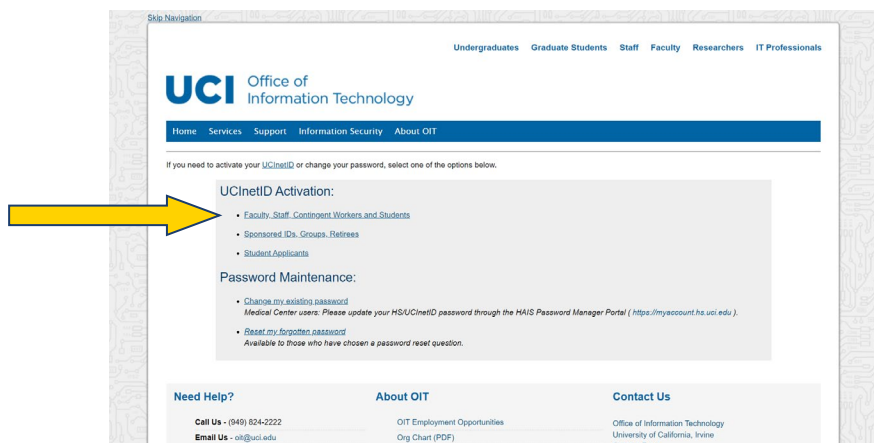 Skip Navigation
Undergraduates Graduate Students Staff Faculty Researchers IT Professionals
UCI Office of
Information Technology
Home Services Support Information Security About OIT
If you need to activate your UCInetID or change your password, select one of the options below.
UCInetID Activation:
• Faculty, Staff, Contingent Workers and Students
• Sponsored IDs, Groups, Retirees
• Student Applicants
Password Maintenance:
• Change my existing password
Medical Center users: Please update your HS/UCInetID password through the HAIS Password Manager Portal ( https://myaccount.hs.uci.edu ).
• Reset my forgotten password
Available to those who have chosen a password reset question.
Need Help?
Call Us - (949) 824-2222
Email Us - oit@uci.edu
About OIT
OIT Employment Opportunities
Org Chart (PDF)
Contact Us
Office of Information Technology
University of California, Irvine